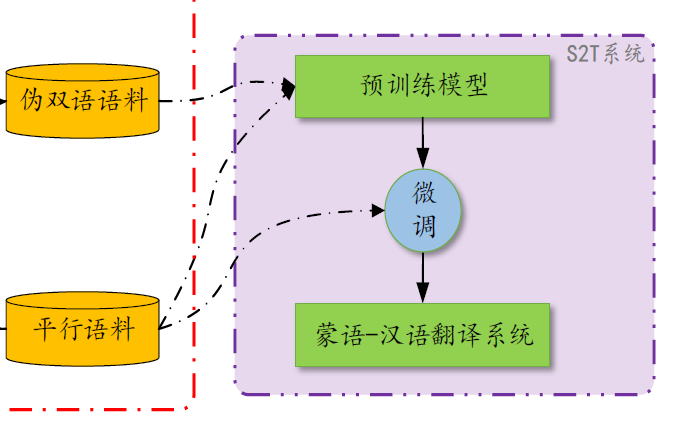 S2T系统
预训练模型
伪双语语料
微
调
平行语料
蒙语-汉语翻译系统